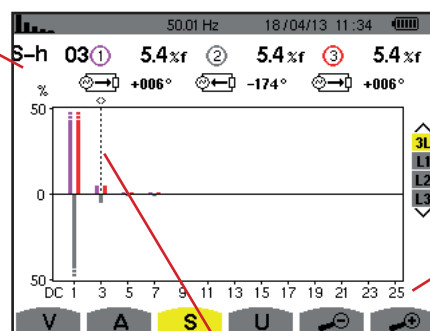 50.01 Hz 18/04/13 11:34
S-h 03 1 5.4%f 2 5.4%f 3 5.4%f
+006° -174° +006°
%
50
3L
L1
L2
L3
0
50
DC 1 3 5 7 9 11 13 15 17 19 21 23 25
V A S U